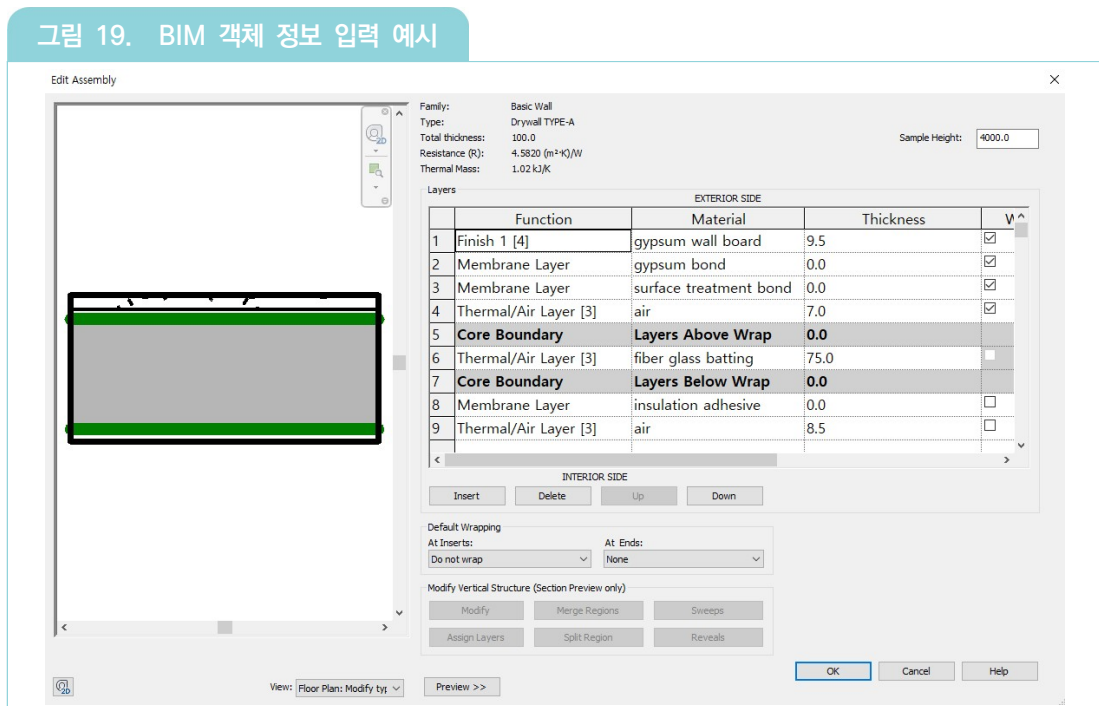 그림 19. BIM 객체 정보 입력 예시
Edit Assembly
Family: Basic Wall
Type: Drywall TYPE-A
Total thickness: 100.0
Resistance (R): 4.5820 (m²·K)/W
Thermal Mass: 1.02 kJ/K
Sample Height: 4000.0
Layers
EXTERIOR SIDE
Function Material Thickness
1 Finish 1 [4] gypsum wall board 9.5
2 Membrane Layer gypsum bond 0.0
3 Membrane Layer surface treatment bond 0.0
4 Thermal/Air Layer [3] air 7.0
5 Core Boundary Layers Above Wrap 0.0
6 Thermal/Air Layer [3] fiber glass batting 75.0
7 Core Boundary Layers Below Wrap 0.0
8 Membrane Layer insulation adhesive 0.0
9 Thermal/Air Layer [3] air 8.5
INTERIOR SIDE
Insert Delete Up Down
Default Wrapping
At Inserts: At Ends:
Do not wrap None
Modify Vertical Structure (Section Preview only)
Modify Merge Regions Sweeps
Assign Layers Split Region Reveals
OK Cancel Help
View: Floor Plan: Modify typ Preview >>
2D
2D